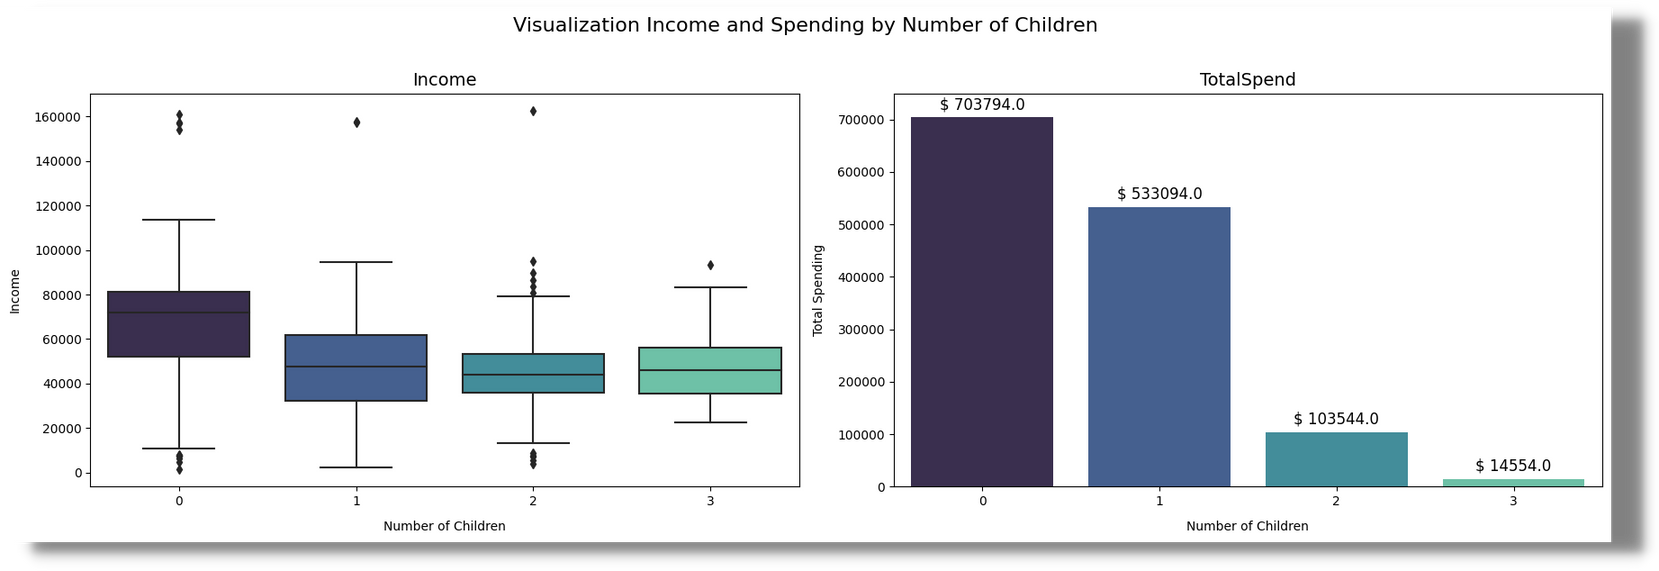 Visualization Income and Spending by Number of Children
Income
160000
140000
120000
100000
80000
60000
40000
20000
0
Income
0 1 2 3
Number of Children
TotalSpend
$ 703794.0
$ 533094.0
$ 103544.0
$ 14554.0
700000
600000
500000
400000
300000
200000
100000
0
Total Spending
0 1 2 3
Number of Children